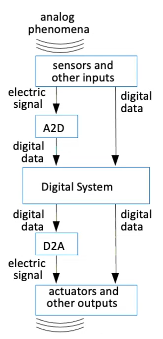 analog
phenomena
sensors and
other inputs
electric
signal
digital
data
A2D
digital
data
Digital System
digital
data
digital
data
D2A
electric
signal
actuators and
other outputs